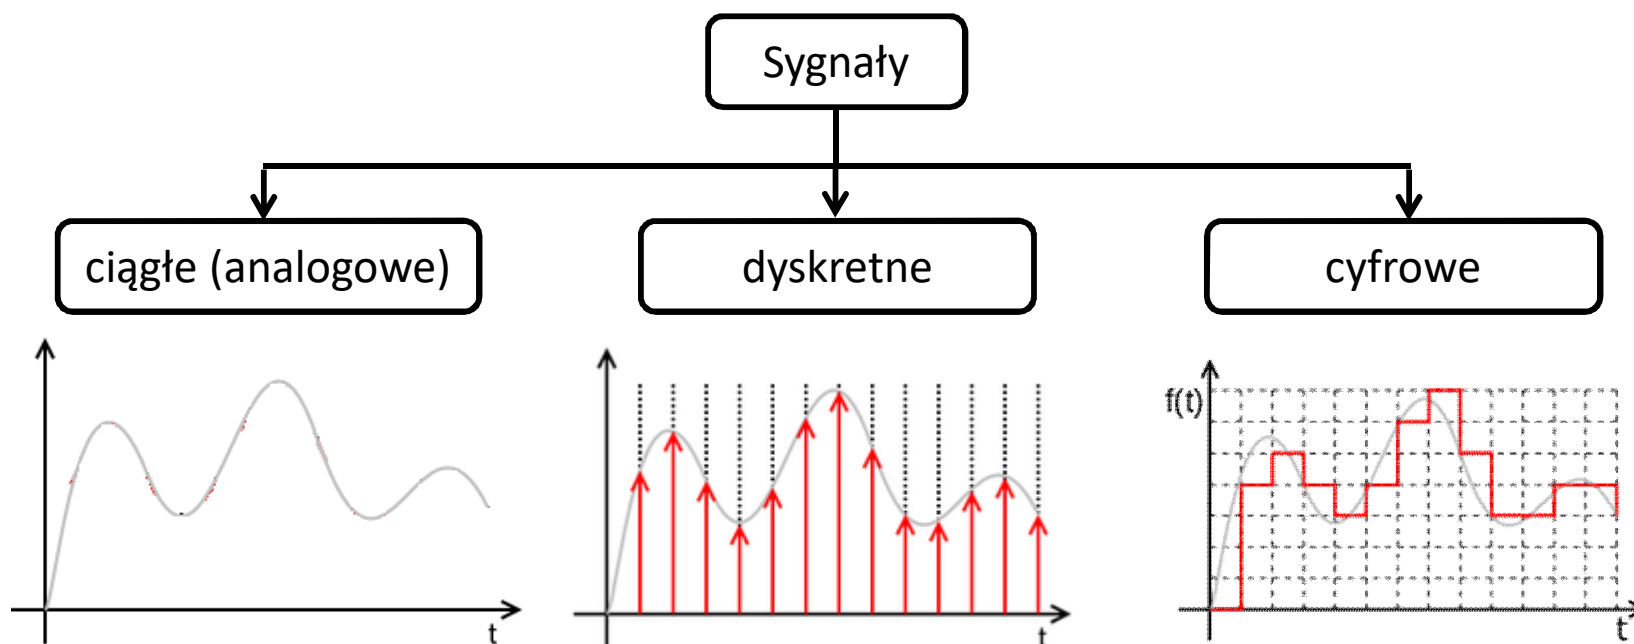 Sygnały
ciągłe (analogowe)
dyskretne
cyfrowe
t
t
f(t)
t